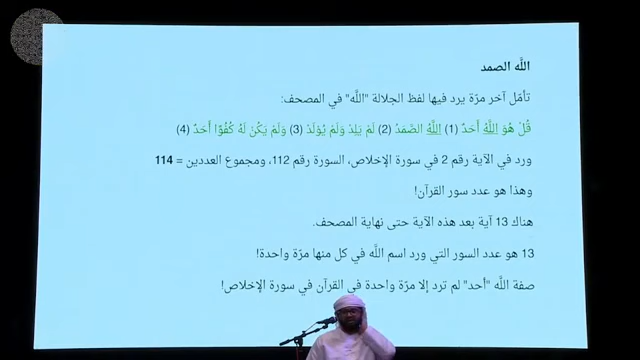 اللَّه الصمد
تأمّل آخر مرّة يرد فيها لفظ الجلالة "اللَّه" في المصحف:
قُلْ هُوَ اللَّهُ أَحَدٌ (1) اللَّهُ الصَّمَدُ (2) لَمْ يَلِدْ وَلَمْ يُولَدْ (3) وَلَمْ يَكُنْ لَهُ كُفُوًا أَحَدٌ (4)
ورد في الآية رقم 2 في سورة الإخلاص، السورة رقم 112، ومجموع العددين = 114
وهذا هو عدد سور القرآن!
هناك 13 آية بعد هذه الآية حتى نهاية المصحف.
13 هو عدد السور التي ورد اسم اللَّه في كل منها مرّة واحدة!
صفة اللَّه "أحد" لم ترد إلا مرّة واحدة في القرآن في سورة الإخلاص!